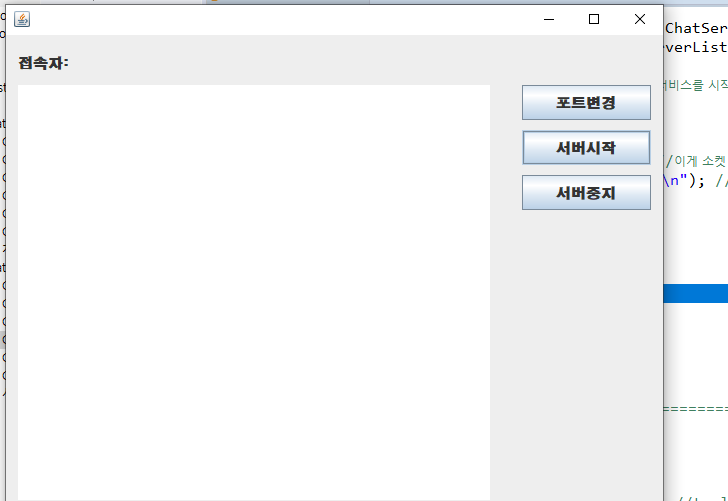 ChatSer
접속자:
verList
비스를 시작
포트변경
서버시작
/이게 소켓
\n"); //
서버중지
=========